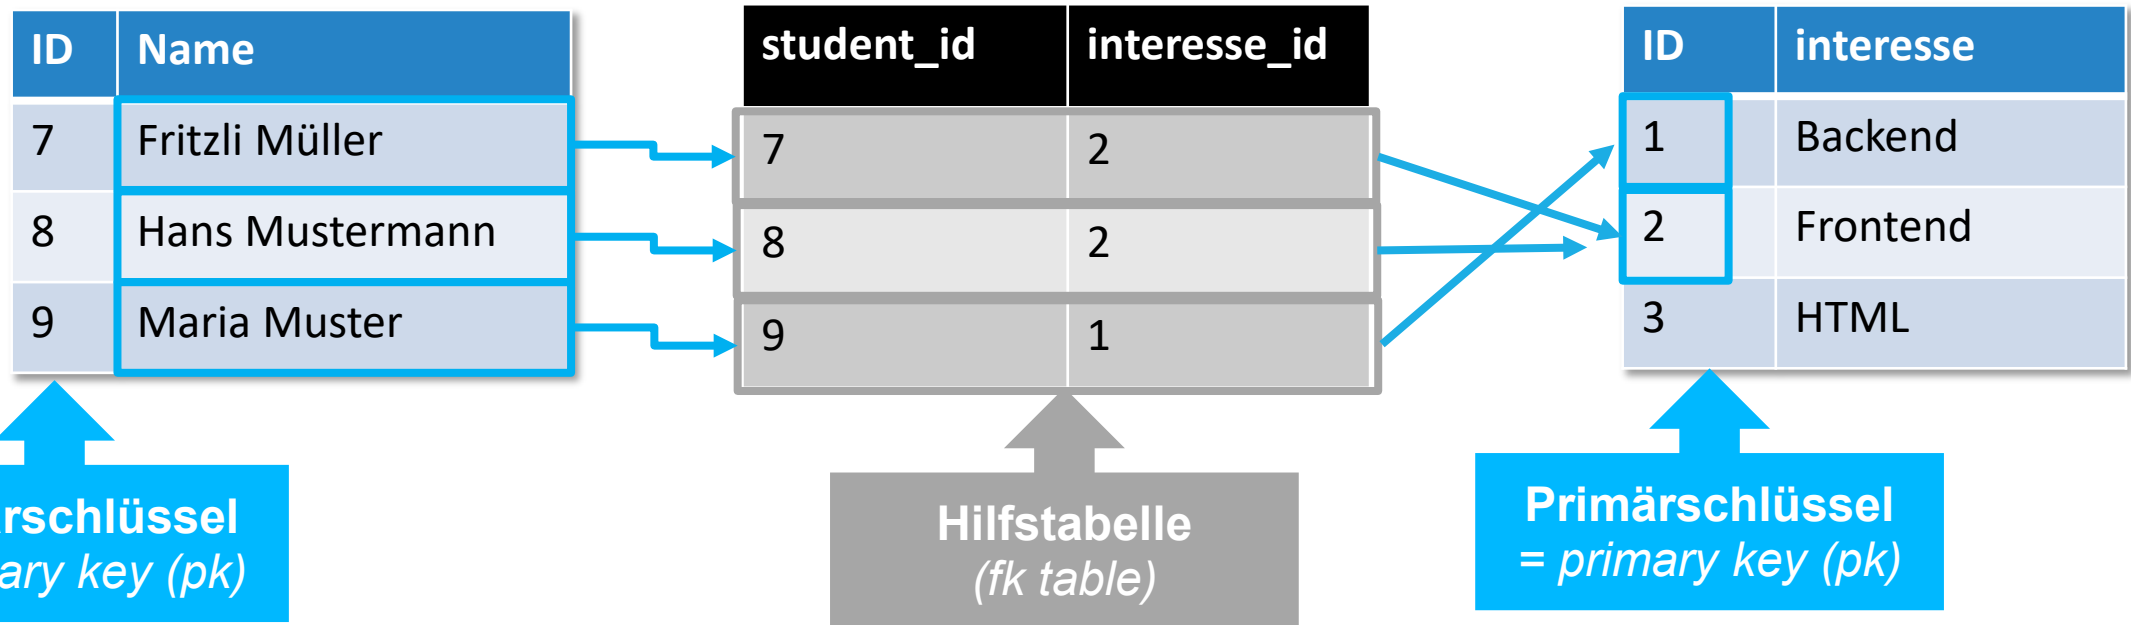 ID Name
7 Fritzli Müller
8 Hans Mustermann
9 Maria Muster
student_id interesse_id
7 2
8 2
9 1
ID interesse
1 Backend
2 Frontend
3 HTML
rschlüssel
ary key (pk)
Hilfstabelle
(fk table)
Primärschlüssel
= primary key (pk)